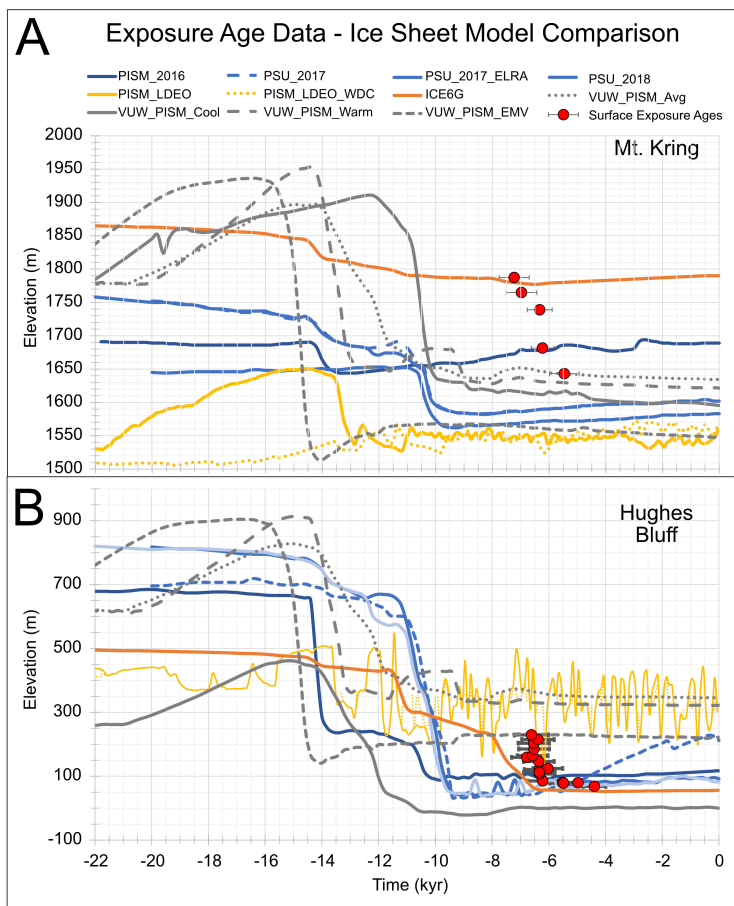 A
Exposure Age Data - Ice Sheet Model Comparison
PISM_2016 PSU_2017 PSU_2017_ELRA PSU_2018
PISM_LDEO PISM_LDEO_WDC ICE6G VUW_PISM_Avg
VUW_PISM_Cool VUW_PISM_Warm VUW_PISM_EMV Surface Exposure Ages
Mt. Kring
Elevation (m)
2000
1950
1900
1850
1800
1750
1700
1650
1600
1550
1500
B
Hughes
Bluff
Elevation (m)
900
700
500
300
100
-100
-22 -20 -18 -16 -14 -12 -10 -8 -6 -4 -2 0
Time (kyr)